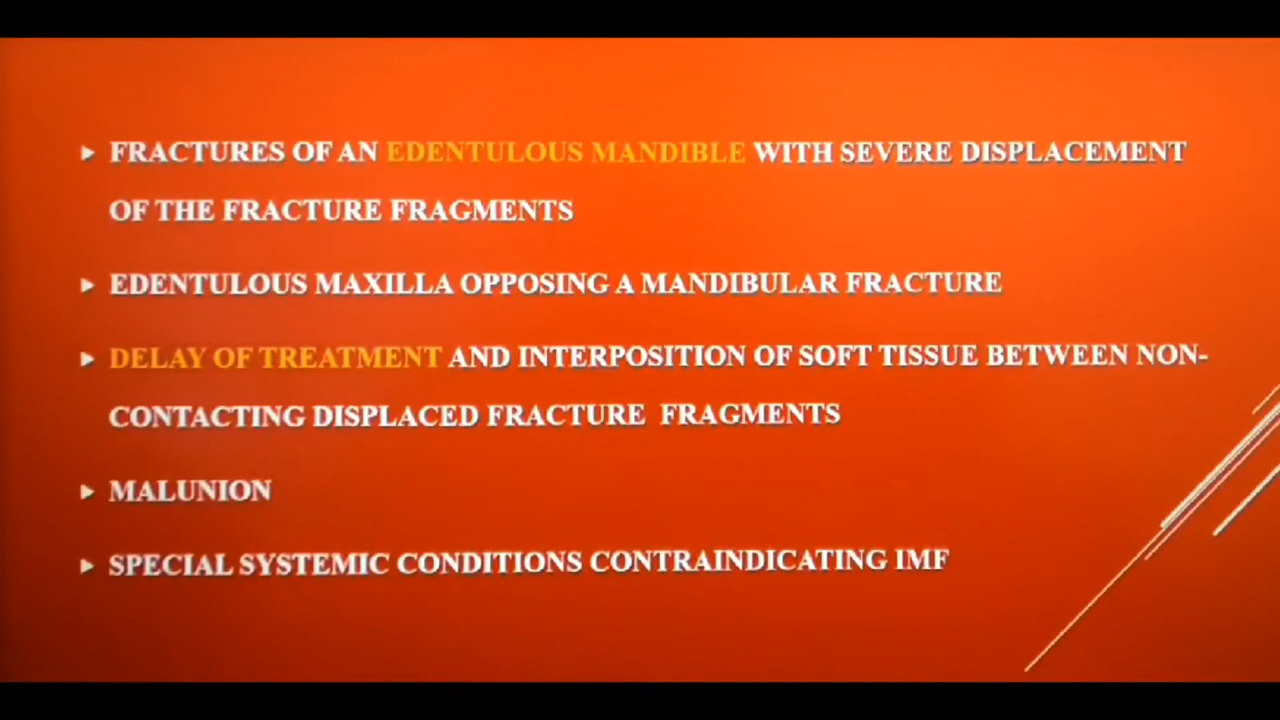 FRACTURES OF AN EDENTULOUS MANDIBLE WITH SEVERE DISPLACEMENT
OF THE FRACTURE FRAGMENTS
EDENTULOUS MAXILLA OPPOSING A MANDIBULAR FRACTURE
DELAY OF TREATMENT AND INTERPOSITION OF SOFT TISSUE BETWEEN NON-
CONTACTING DISPLACED FRACTURE FRAGMENTS
MALUNION
SPECIAL SYSTEMIC CONDITIONS CONTRAINDICATING IMF